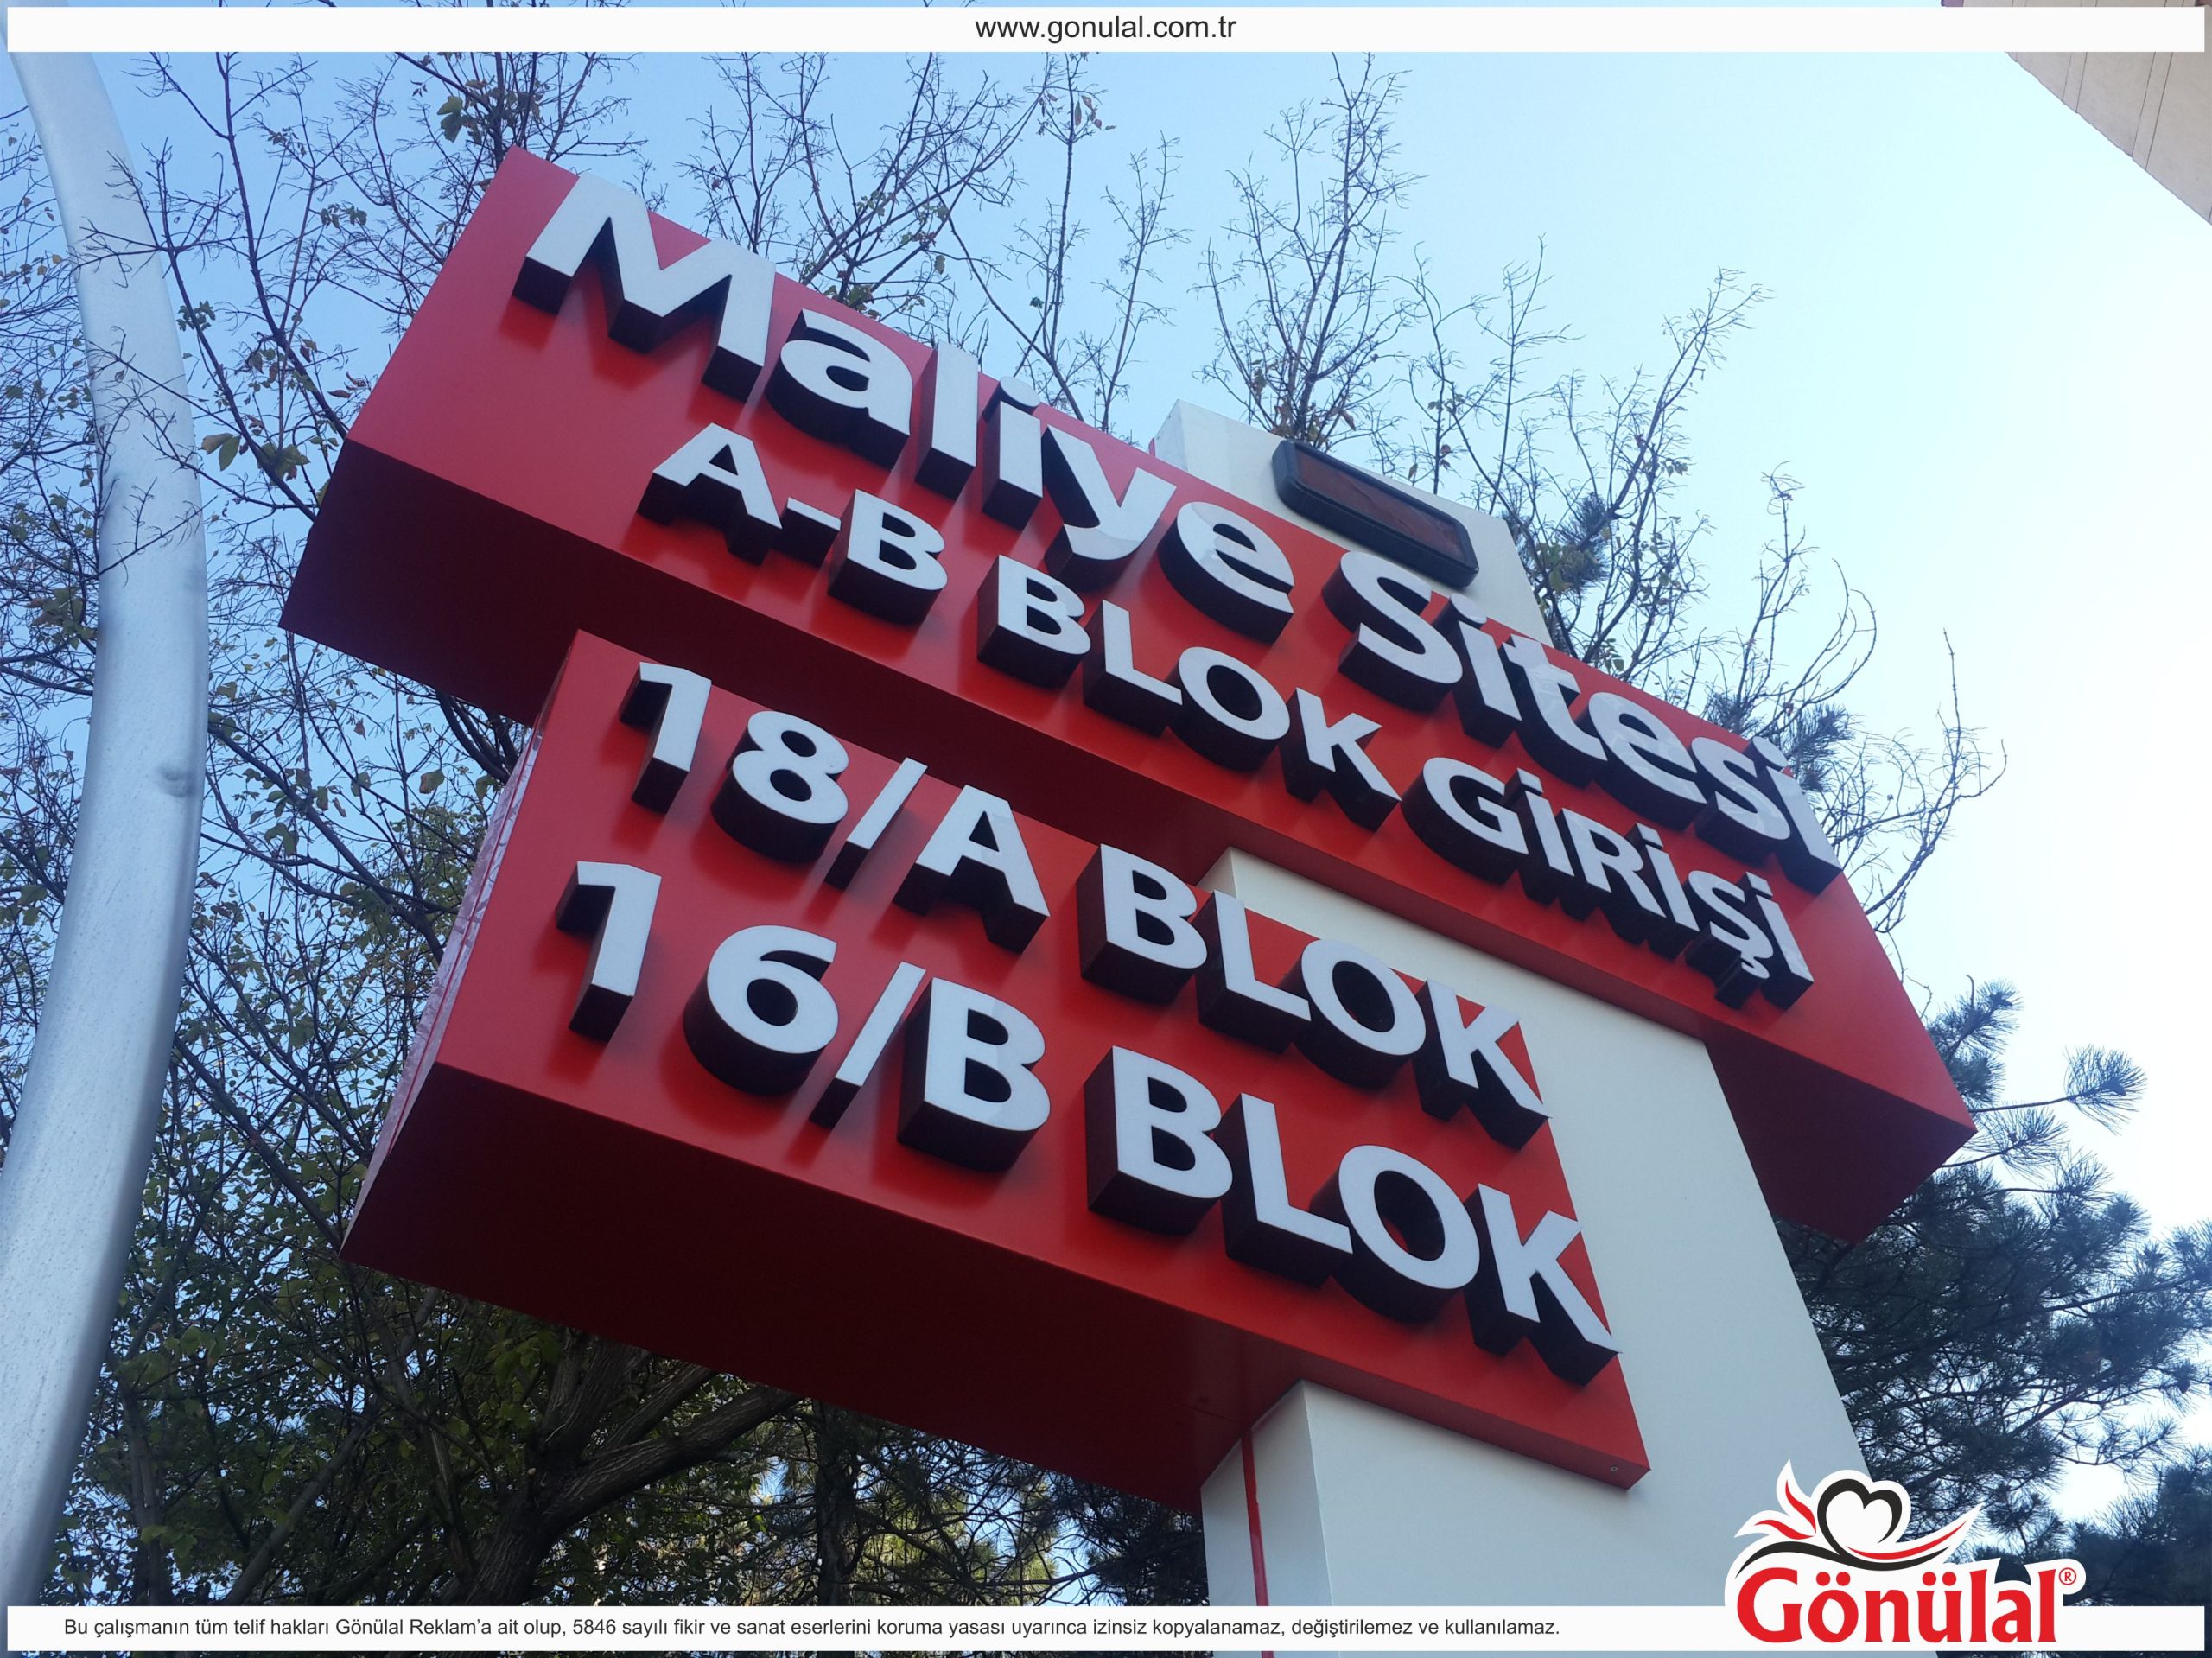 www.gonulal.com.tr
Maliye Sitesi
A-B BLOK GİRİŞİ
18/A BLOK
16/B BLOK
Gönülal®
Bu çalışmanın tüm telif hakları Gönülal Reklam'a ait olup, 5846 sayılı fikir ve sanat eserlerini koruma yasası uyarınca izinsiz kopyalanamaz, değiştirilemez ve kullanılamaz.